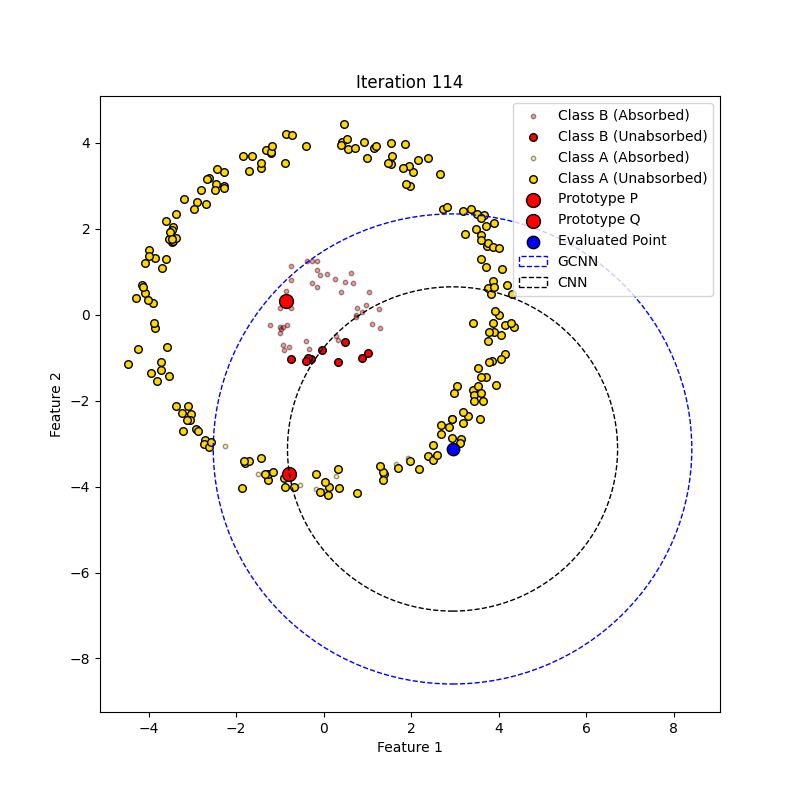 Iteration 114
Class B (Absorbed)
Class B (Unabsorbed)
Class A (Absorbed)
Class A (Unabsorbed)
Prototype P
Prototype Q
Evaluated Point
GCNN
CNN
4
2
0
−2
−4
−6
−8
Feature 2
−4 −2 0 2 4 6 8
Feature 1